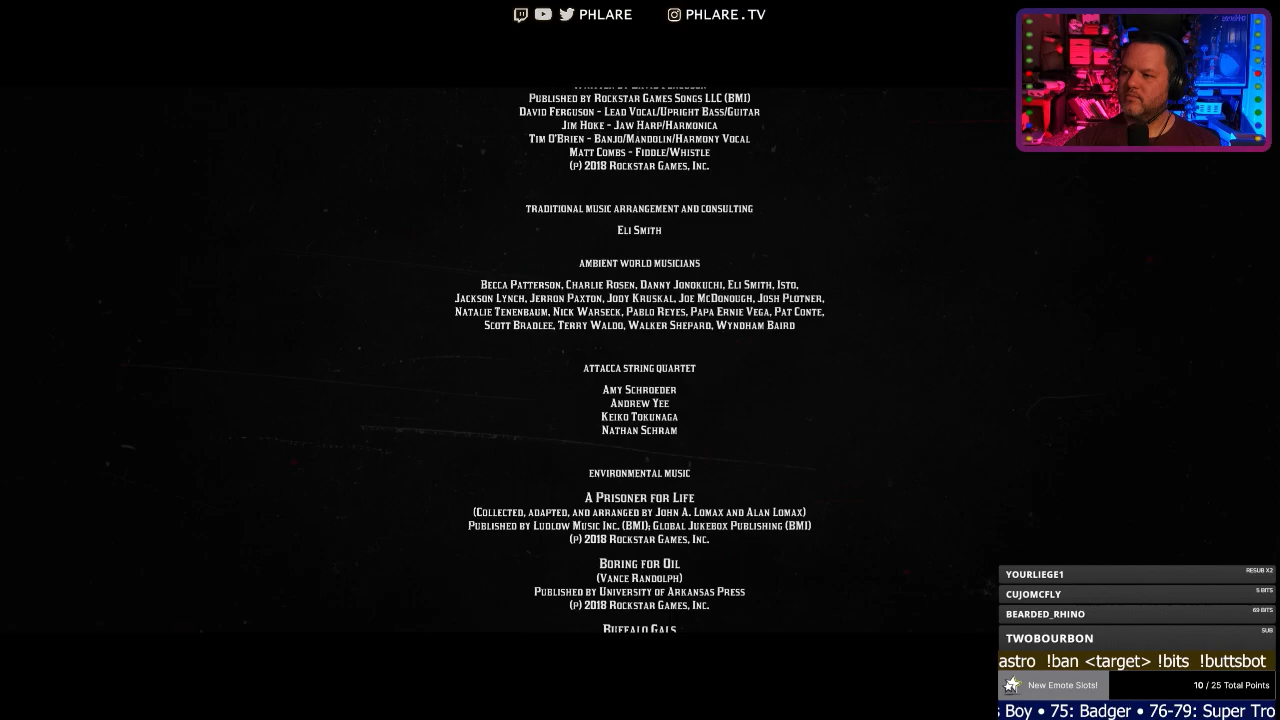 PHLARE PHLARE.TV
Published by Rockstar Games Songs LLC (BMI)
David Ferguson - Lead Vocal/Upright Bass/Guitar
Jim Hoke - Jaw Harp/Harmonica
Tim O'Brien - Banjo/Mandolin/Harmony Vocal
Matt Combs - Fiddle/Whistle
(P) 2018 Rockstar Games, Inc.
TRADITIONAL MUSIC ARRANGEMENT AND CONSULTING
Eli Smith
AMBIENT WORLD MUSICIANS
Becca Patterson, Charlie Rosen, Danny Jonokuchi, Eli Smith, Isto,
Jackson Lynch, Jerron Paxton, Jody Kruskal, Joe McDonough, Josh Plotner,
Natalie Tenenbaum, Nick Warseck, Pablo Reyes, Papa Ernie Vega, Pat Conte,
Scott Bradlee, Terry Waldo, Walker Shepard, Wyndham Baird
ATTACCA STRING QUARTET
Amy Schroeder
Andrew Yee
Keiko Tokunaga
Nathan Schram
ENVIRONMENTAL MUSIC
A Prisoner for Life
(Collected, adapted, and arranged by John A. Lomax and Alan Lomax)
Published by Ludlow Music Inc. (BMI); Global Jukebox Publishing (BMI)
(P) 2018 Rockstar Games, Inc.
Boring for Oil
(Vance Randolph)
Published by University of Arkansas Press
(P) 2018 Rockstar Games, Inc.
Buffalo Gals
YOURLIEGE1 RESUB X2
CUJOMCFLY 5 BITS
BEARDED_RHINO 69 BITS
TWOBOURBON SUB
astro !ban <target> !bits !buttsbot
New Emote Slots! 10 / 25 Total Points
s Boy • 75: Badger • 76-79: Super Tro